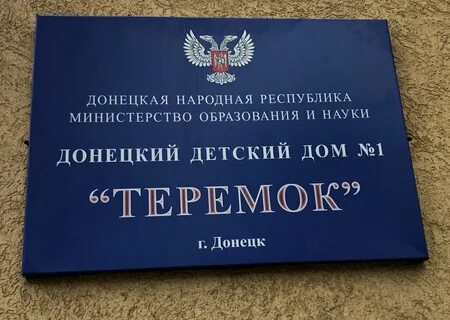 ДОНЕЦКАЯ НАРОДНАЯ РЕСПУБЛИКА
МИНИСТЕРСТВО ОБРАЗОВАНИЯ И НАУКИ
ДОНЕЦКИЙ ДЕТСКИЙ ДОМ №1
“ТЕРЕМОК”
г. Донецк